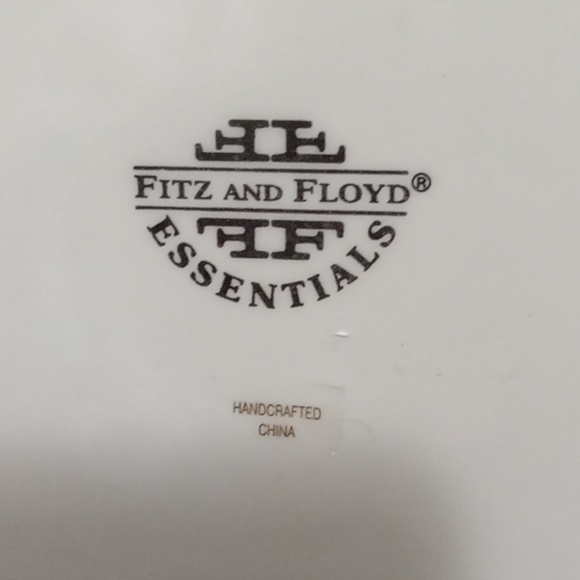 FITZ AND FLOYD®
ESSENTIALS
HANDCRAFTED
CHINA